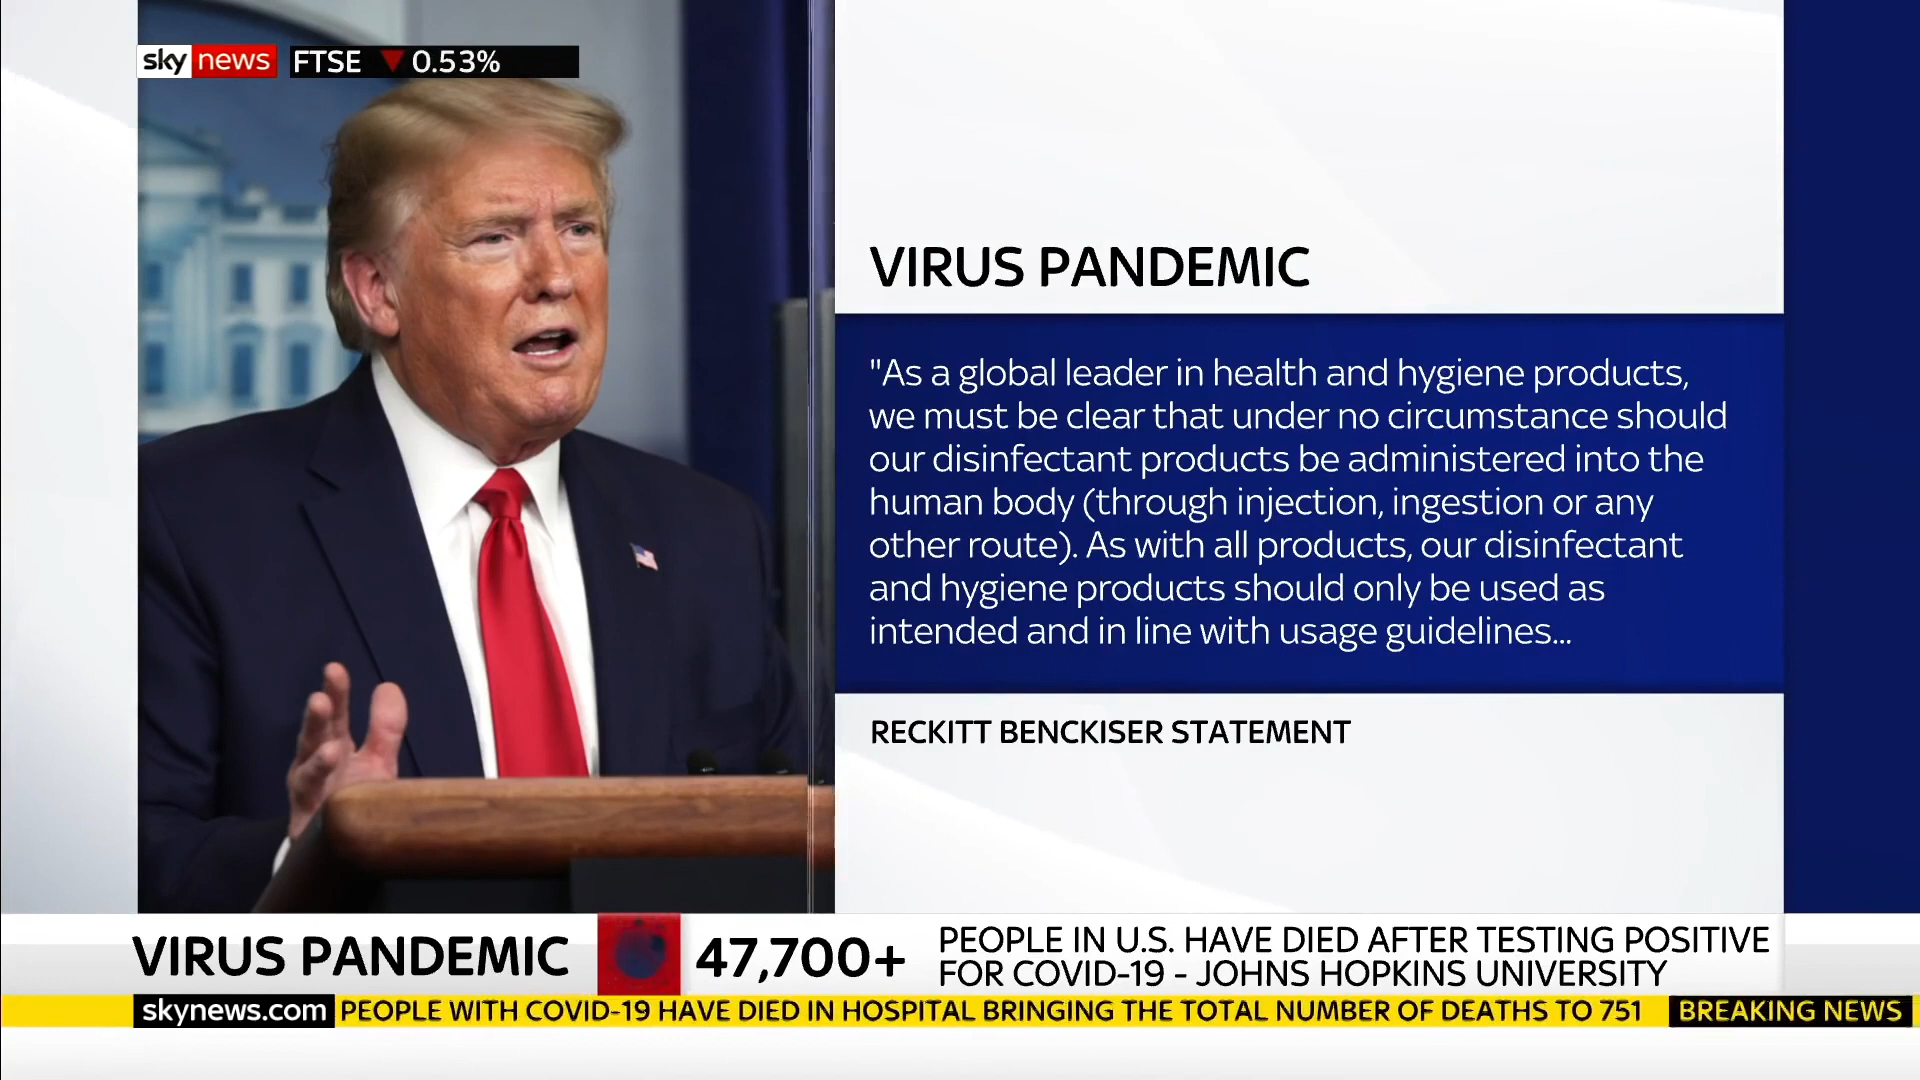 sky news FTSE ▼ 0.53%
VIRUS PANDEMIC
"As a global leader in health and hygiene products,
we must be clear that under no circumstance should
our disinfectant products be administered into the
human body (through injection, ingestion or any
other route). As with all products, our disinfectant
and hygiene products should only be used as
intended and in line with usage guidelines...
RECKITT BENCKISER STATEMENT
VIRUS PANDEMIC
47,700+
PEOPLE IN U.S. HAVE DIED AFTER TESTING POSITIVE
FOR COVID-19 - JOHNS HOPKINS UNIVERSITY
skynews.com PEOPLE WITH COVID-19 HAVE DIED IN HOSPITAL BRINGING THE TOTAL NUMBER OF DEATHS TO 751 BREAKING NEWS